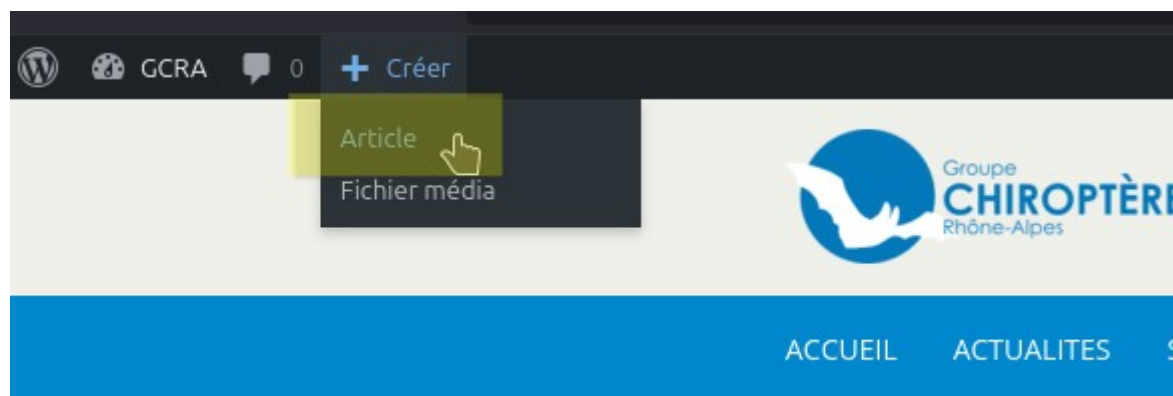 GCRA 0 + Créer
Article
Fichier média
Groupe
CHIROPTÈRE
Rhône-Alpes
ACCUEIL ACTUALITES S